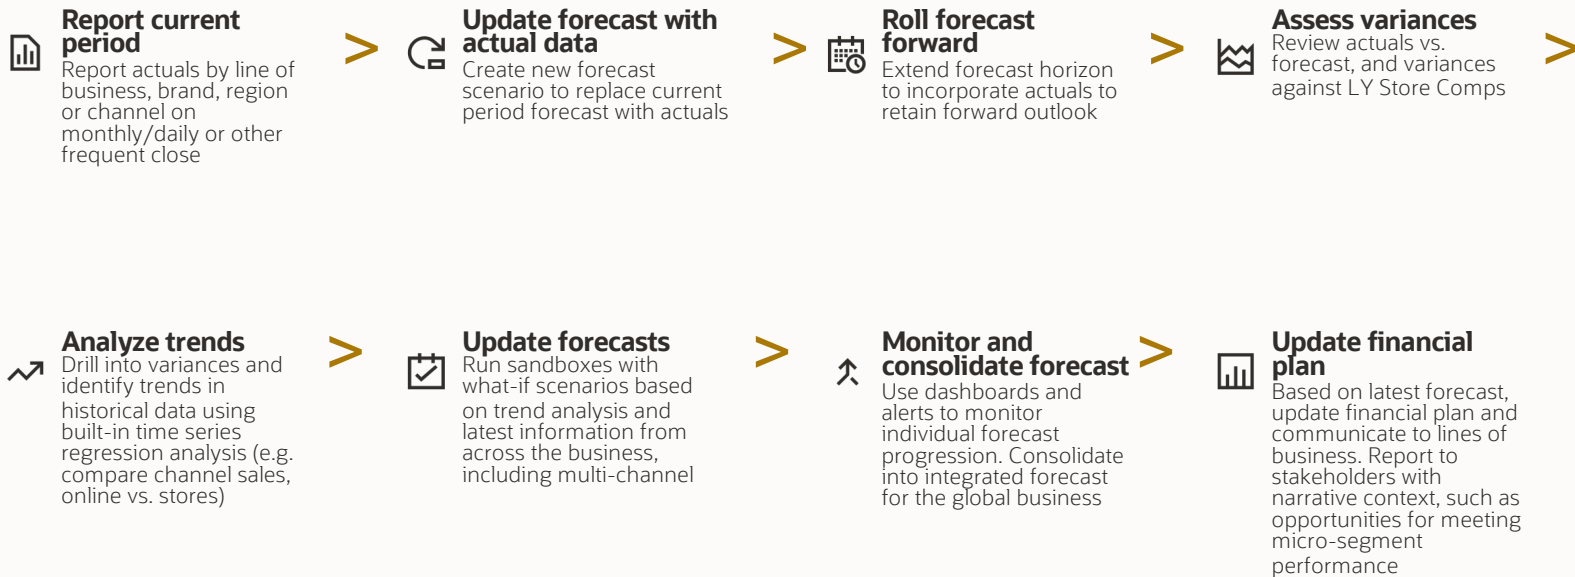 Report current
period
Report actuals by line of
business, brand, region
or channel on
monthly/daily or other
frequent close
>
Update forecast with
actual data
Create new forecast
scenario to replace current
period forecast with actuals
>
Roll forecast
forward
Extend forecast horizon
to incorporate actuals to
retain forward outlook
>
Assess variances
Review actuals vs.
forecast, and variances
against LY Store Comps
>
Analyze trends
Drill into variances and
identify trends in
historical data using
built-in time series
regression analysis (e.g.
compare channel sales,
online vs. stores)
>
Update forecasts
Run sandboxes with
what-if scenarios based
on trend analysis and
latest information from
across the business,
including multi-channel
>
Monitor and
consolidate forecast
Use dashboards and
alerts to monitor
individual forecast
progression. Consolidate
into integrated forecast
for the global business
>
Update financial
plan
Based on latest forecast,
update financial plan and
communicate to lines of
business. Report to
stakeholders with
narrative context, such as
opportunities for meeting
micro-segment
performance